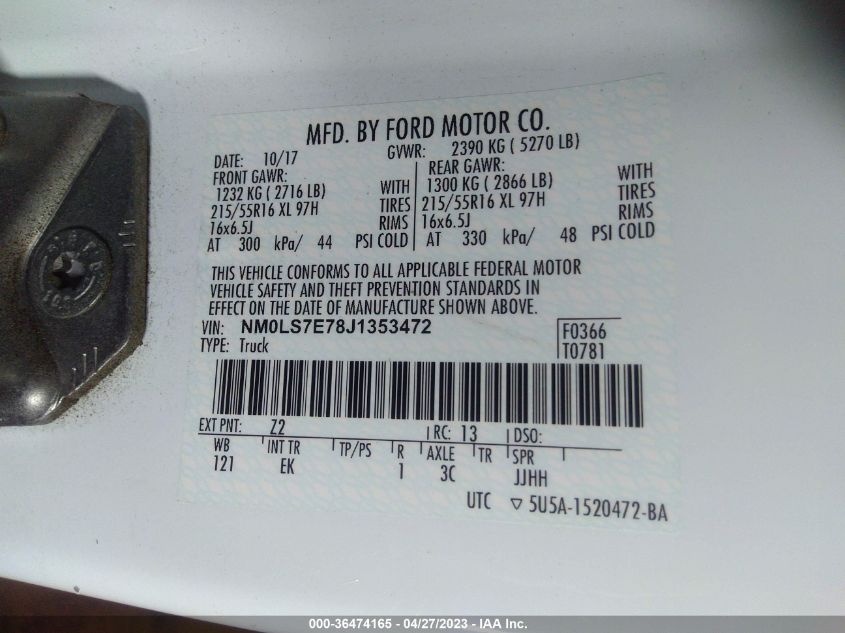 MFD. BY FORD MOTOR CO.
DATE: 10/17 GVWR: 2390 KG ( 5270 LB)
FRONT GAWR: REAR GAWR:
1232 KG ( 2716 LB) WITH 1300 KG ( 2866 LB) WITH
215/55R16 XL 97H TIRES 215/55R16 XL 97H TIRES
16x6.5J RIMS 16x6.5J RIMS
AT 300 kPa/ 44 PSI COLD AT 330 kPa/ 48 PSI COLD
THIS VEHICLE CONFORMS TO ALL APPLICABLE FEDERAL MOTOR
VEHICLE SAFETY AND THEFT PREVENTION STANDARDS IN
EFFECT ON THE DATE OF MANUFACTURE SHOWN ABOVE.
VIN: NM0LS7E78J1353472 F0366
TYPE: Truck T0781
EXT PNT: Z2 RC: 13 DSO:
WB INT TR TP/PS R AXLE TR SPR
121 EK 1 3C JJHH
UTC ▽ 5U5A-1520472-BA
000-36474165 - 04/27/2023 - IAA Inc.